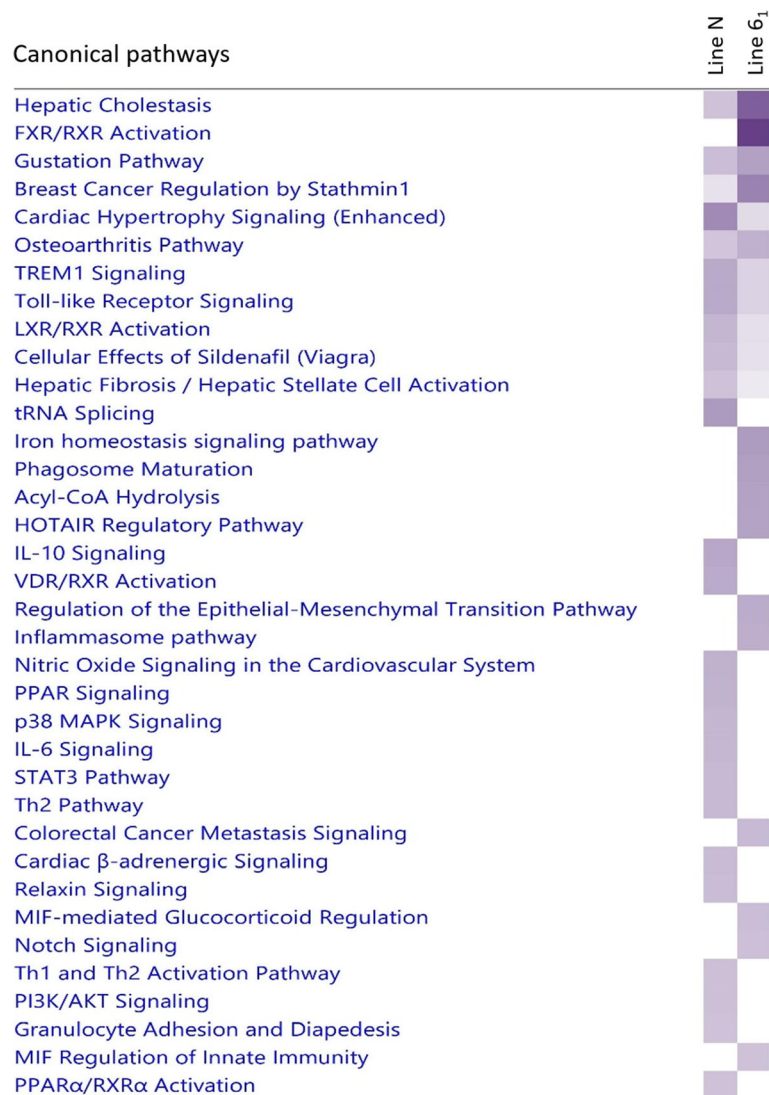 Canonical pathways
Line N
Line 6₁
Hepatic Cholestasis
FXR/RXR Activation
Gustation Pathway
Breast Cancer Regulation by Stathmin1
Cardiac Hypertrophy Signaling (Enhanced)
Osteoarthritis Pathway
TREM1 Signaling
Toll-like Receptor Signaling
LXR/RXR Activation
Cellular Effects of Sildenafil (Viagra)
Hepatic Fibrosis / Hepatic Stellate Cell Activation
tRNA Splicing
Iron homeostasis signaling pathway
Phagosome Maturation
Acyl-CoA Hydrolysis
HOTAIR Regulatory Pathway
IL-10 Signaling
VDR/RXR Activation
Regulation of the Epithelial-Mesenchymal Transition Pathway
Inflammasome pathway
Nitric Oxide Signaling in the Cardiovascular System
PPAR Signaling
p38 MAPK Signaling
IL-6 Signaling
STAT3 Pathway
Th2 Pathway
Colorectal Cancer Metastasis Signaling
Cardiac β-adrenergic Signaling
Relaxin Signaling
MIF-mediated Glucocorticoid Regulation
Notch Signaling
Th1 and Th2 Activation Pathway
PI3K/AKT Signaling
Granulocyte Adhesion and Diapedesis
MIF Regulation of Innate Immunity
PPARα/RXRα Activation